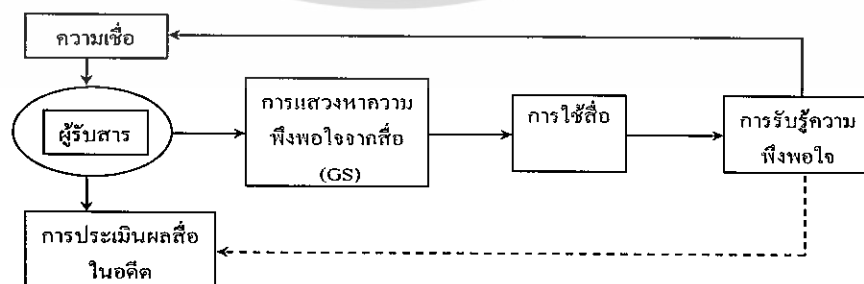 ความเชื่อ
ผู้รับสาร
การแสวงหาความ
พึงพอใจจากสื่อ
(GS)
การใช้สื่อ
การรับรู้ความ
พึงพอใจ
การประเมินผลสื่อ
ในอดีต